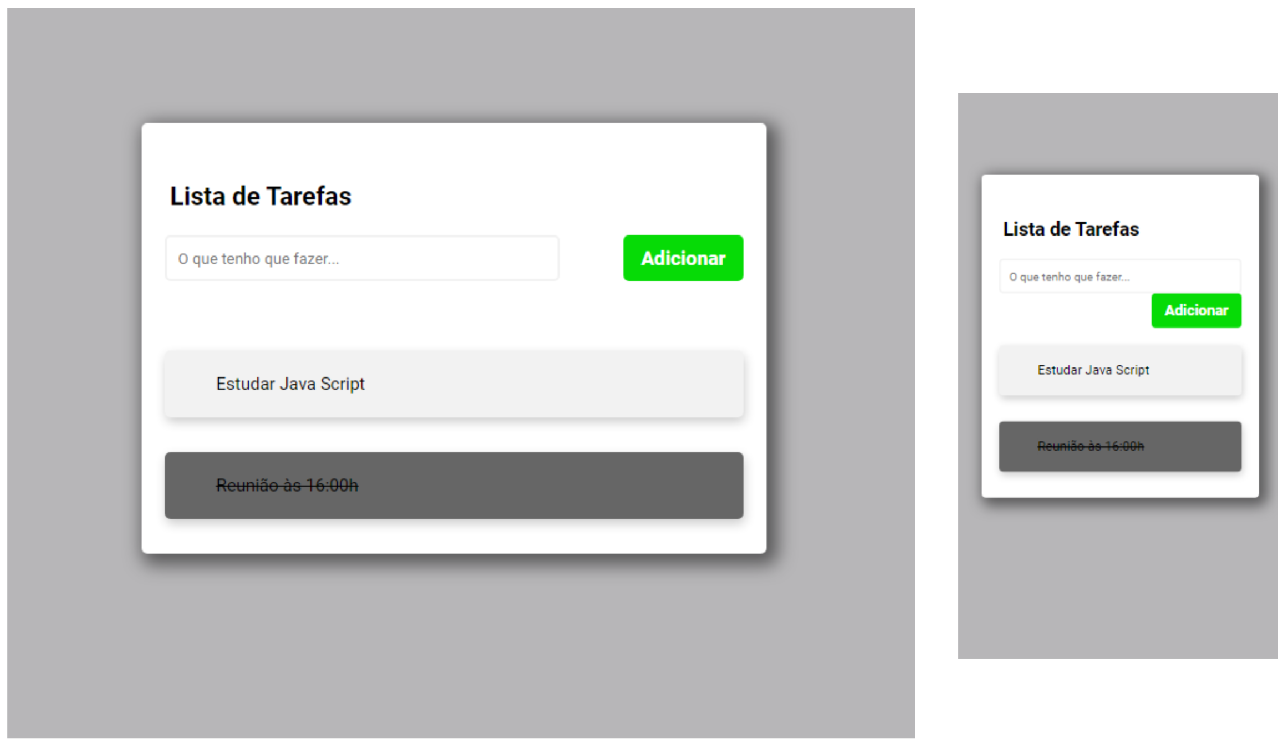 Lista de Tarefas
O que tenho que fazer...
Adicionar
Estudar Java Script
Reunião às 16:00h
Lista de Tarefas
O que tenho que fazer...
Adicionar
Estudar Java Script
Reunião às 16:00h